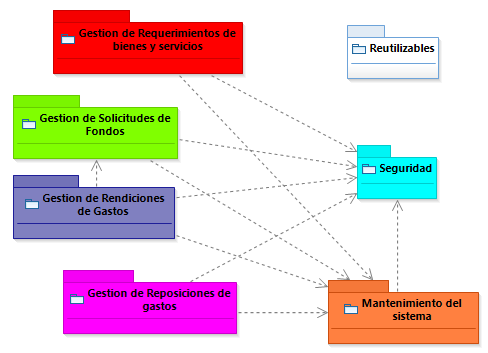 Gestion de Requerimientos de
bienes y servicios
Reutilizables
Gestion de Solicitudes de
Fondos
Seguridad
Gestion de Rendiciones
de Gastos
Gestion de Reposiciones de
gastos
Mantenimiento del
sistema